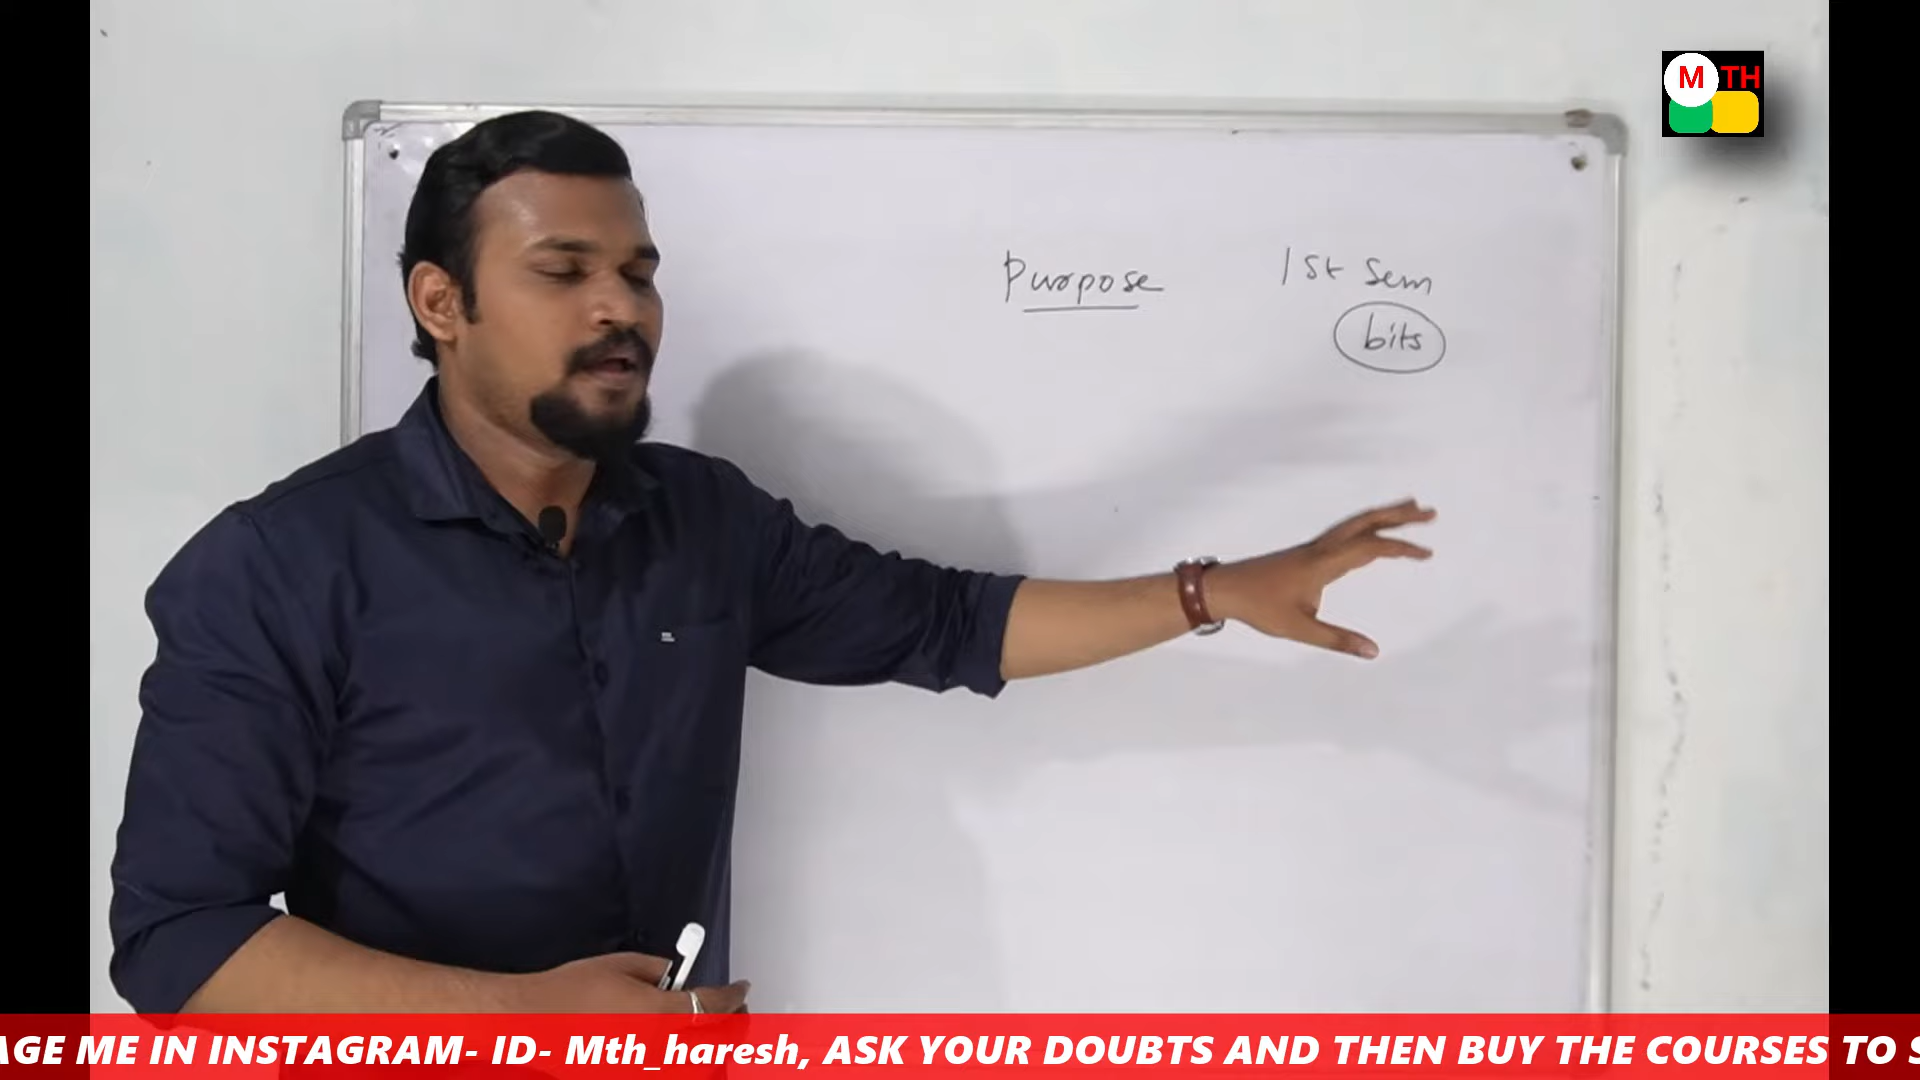 M TH
Purpose
1st Sem
bits
AGE ME IN INSTAGRAM- ID- Mth_haresh, ASK YOUR DOUBTS AND THEN BUY THE COURSES TO S